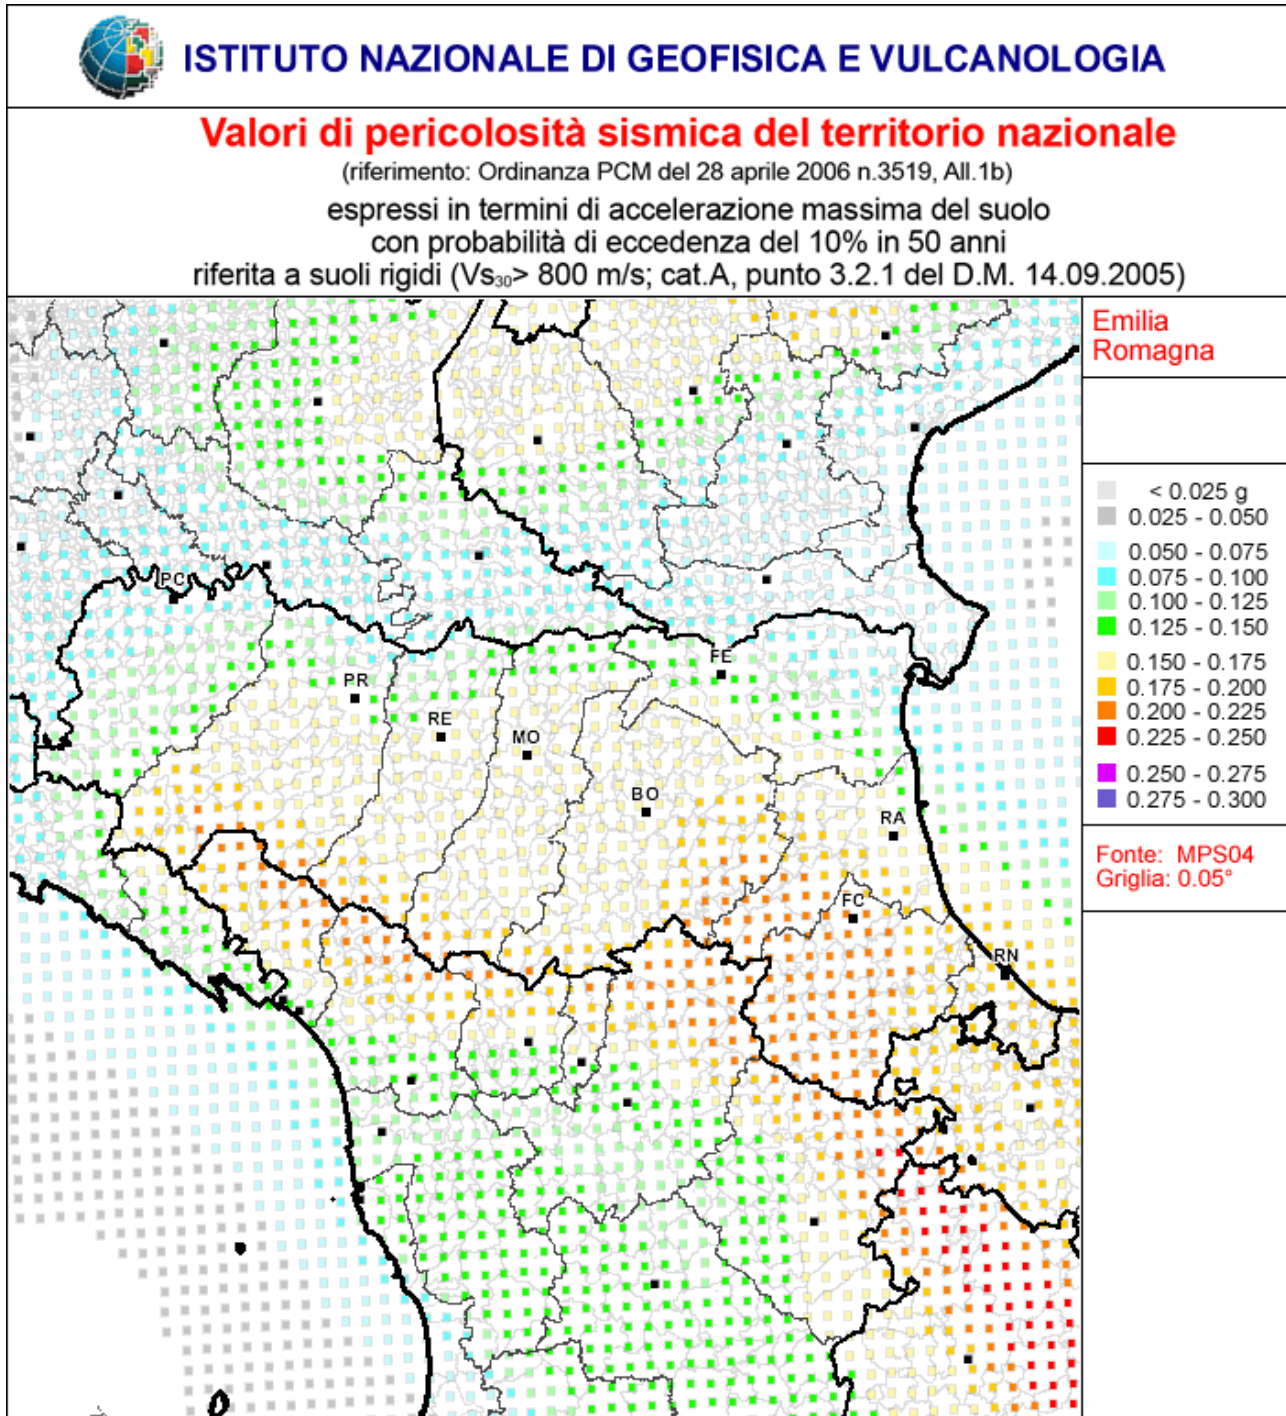 ISTITUTO NAZIONALE DI GEOFISICA E VULCANOLOGIA
Valori di pericolosità sismica del territorio nazionale
(riferimento: Ordinanza PCM del 28 aprile 2006 n.3519, All.1b)
espressi in termini di accelerazione massima del suolo
con probabilità di eccedenza del 10% in 50 anni
riferita a suoli rigidi (Vs30> 800 m/s; cat.A, punto 3.2.1 del D.M. 14.09.2005)
Emilia
Romagna
< 0.025 g
0.025 - 0.050
0.050 - 0.075
0.075 - 0.100
0.100 - 0.125
0.125 - 0.150
0.150 - 0.175
0.175 - 0.200
0.200 - 0.225
0.225 - 0.250
0.250 - 0.275
0.275 - 0.300
Fonte: MPS04
Griglia: 0.05°
PC
FE
PR
RE
MO
BO
RA
FC
RN